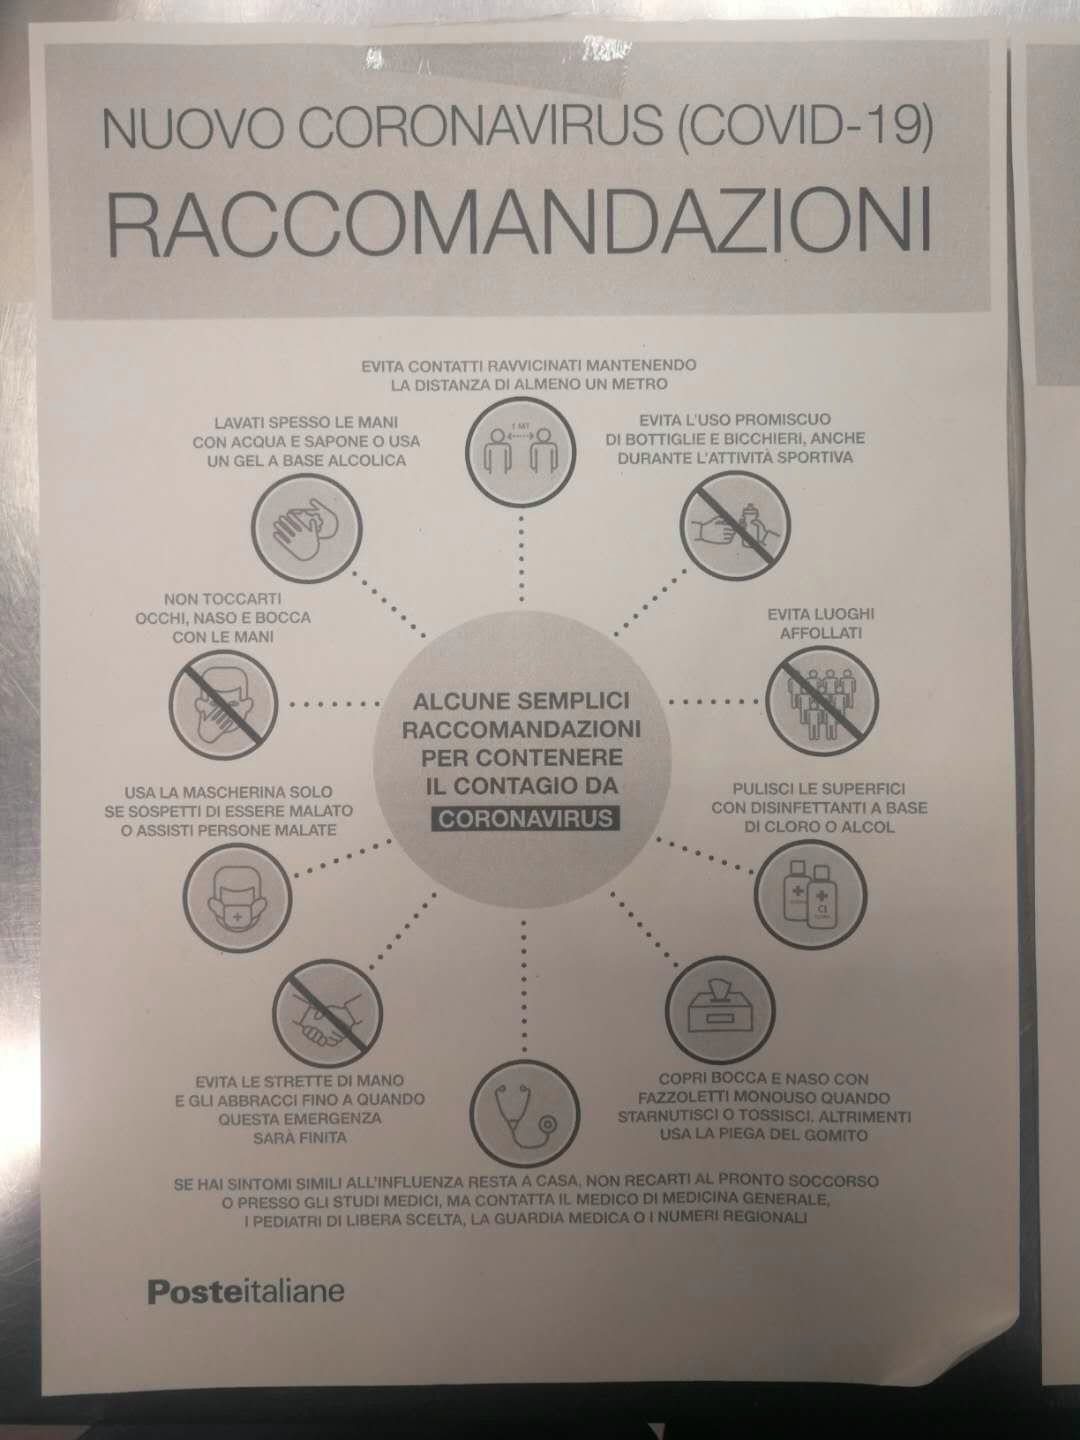 NUOVO CORONAVIRUS (COVID-19)
RACCOMANDAZIONI
EVITA CONTATTI RAVVICINATI MANTENENDO
LA DISTANZA DI ALMENO UN METRO
1 MT
LAVATI SPESSO LE MANI
CON ACQUA E SAPONE O USA
UN GEL A BASE ALCOLICA
EVITA L'USO PROMISCUO
DI BOTTIGLIE E BICCHIERI, ANCHE
DURANTE L'ATTIVITÀ SPORTIVA
NON TOCCARTI
OCCHI, NASO E BOCCA
CON LE MANI
EVITA LUOGHI
AFFOLLATI
ALCUNE SEMPLICI
RACCOMANDAZIONI
PER CONTENERE
IL CONTAGIO DA
CORONAVIRUS
USA LA MASCHERINA SOLO
SE SOSPETTI DI ESSERE MALATO
O ASSISTI PERSONE MALATE
PULISCI LE SUPERFICI
CON DISINFETTANTI A BASE
DI CLORO O ALCOL
EVITA LE STRETTE DI MANO
E GLI ABBRACCI FINO A QUANDO
QUESTA EMERGENZA
SARÀ FINITA
COPRI BOCCA E NASO CON
FAZZOLETTI MONOUSO QUANDO
STARNUTISCI O TOSSISCI. ALTRIMENTI
USA LA PIEGA DEL GOMITO
SE HAI SINTOMI SIMILI ALL'INFLUENZA RESTA A CASA, NON RECARTI AL PRONTO SOCCORSO
O PRESSO GLI STUDI MEDICI, MA CONTATTA IL MEDICO DI MEDICINA GENERALE,
I PEDIATRI DI LIBERA SCELTA, LA GUARDIA MEDICA O I NUMERI REGIONALI
Posteitaliane